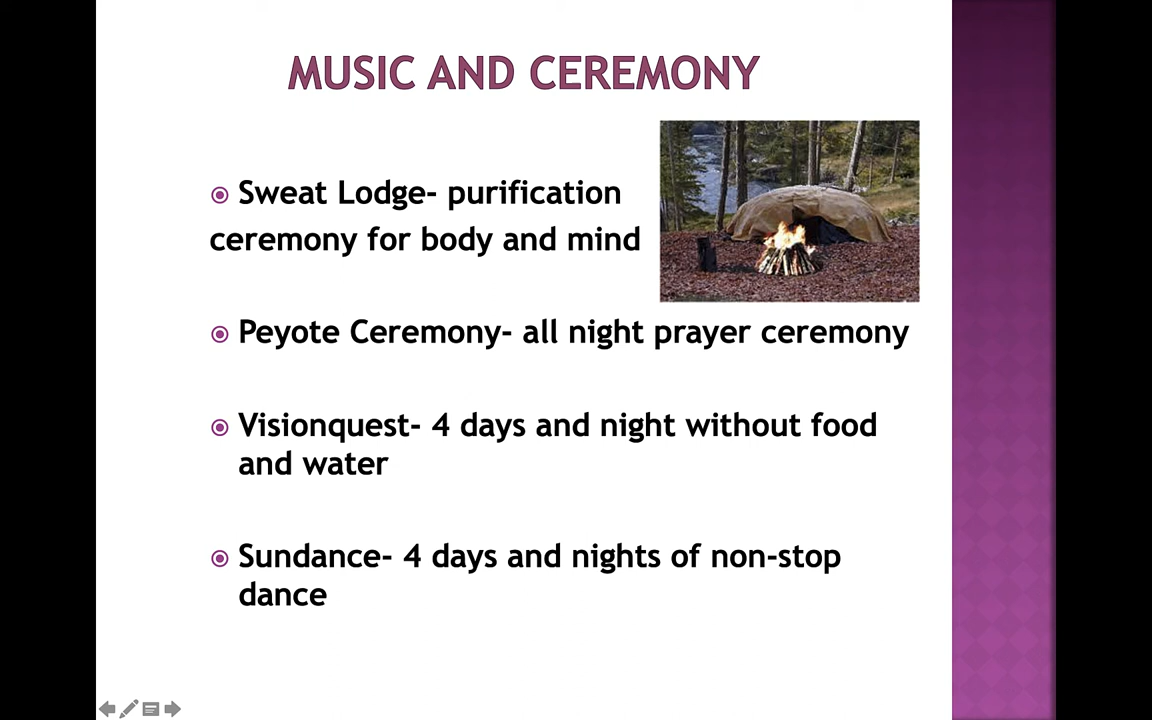 MUSIC AND CEREMONY
Sweat Lodge- purification
ceremony for body and mind
Peyote Ceremony- all night prayer ceremony
Visionquest- 4 days and night without food
and water
Sundance- 4 days and nights of non-stop
dance